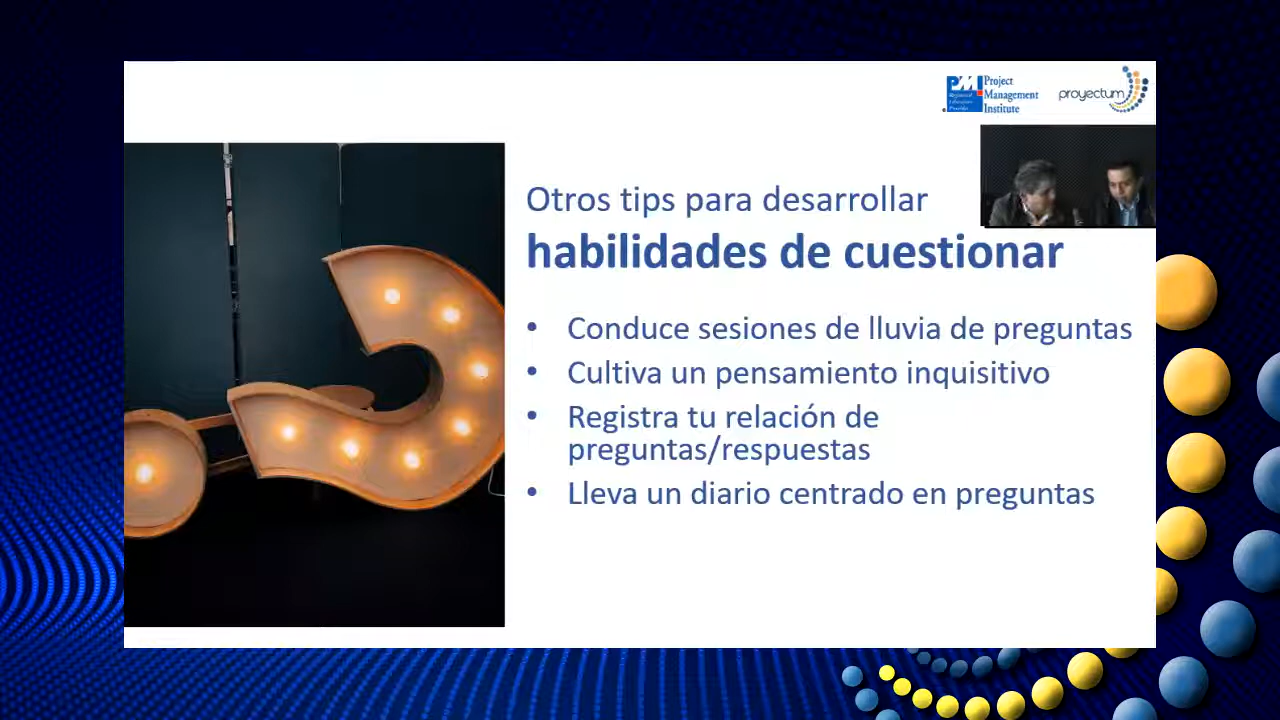 Project
Management
Institute
proyectum
Otros tips para desarrollar
habilidades de cuestionar
• Conduce sesiones de lluvia de preguntas
• Cultiva un pensamiento inquisitivo
• Registra tu relación de
preguntas/respuestas
• Lleva un diario centrado en preguntas